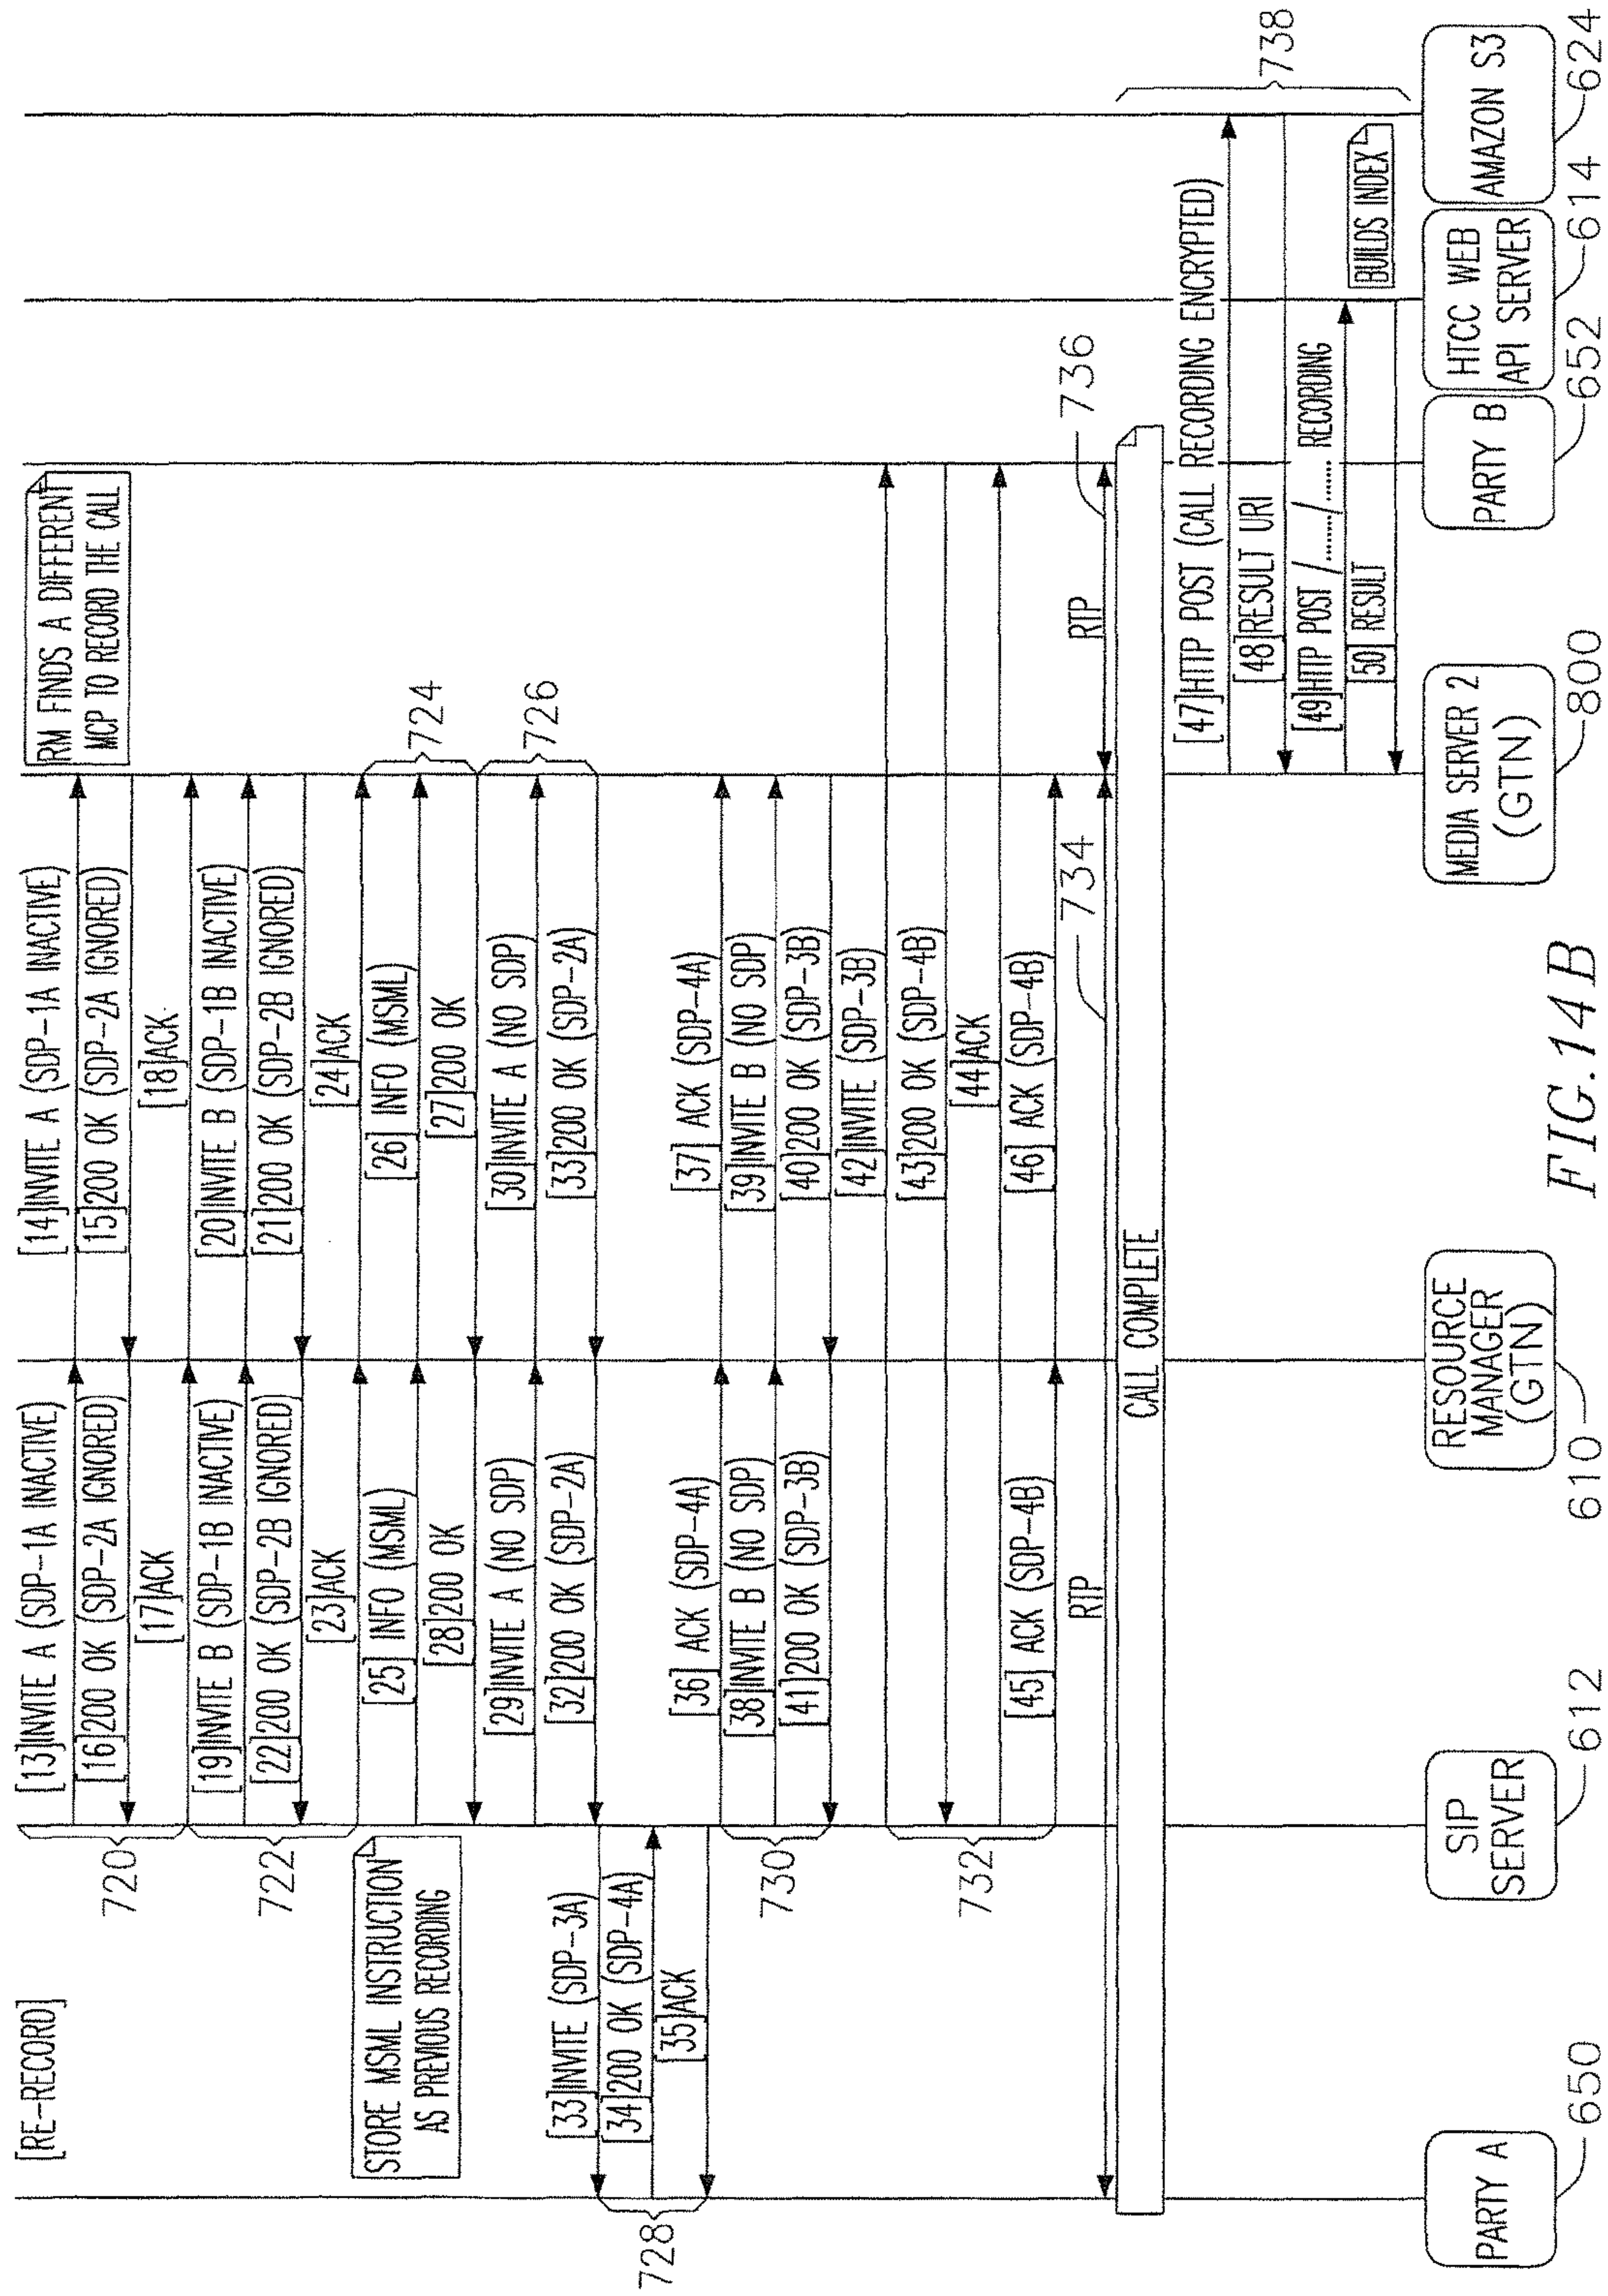 [RE-RECORD]
[13]INVITE A (SDP-1A INACTIVE)
[14]INVITE A (SDP-1A INACTIVE)
RM FINDS A DIFFERENT
MCP TO RECORD THE CALL
[16]200 OK (SDP-2A IGNORED)
[15]200 OK (SDP-2A IGNORED)
720
[17]ACK
[18]ACK
[19]INVITE B (SDP-1B INACTIVE)
[20]INVITE B (SDP-1B INACTIVE)
[22]200 OK (SDP-2B IGNORED)
[21]200 OK (SDP-2B IGNORED)
722
[23]ACK
[24]ACK
STORE MSML INSTRUCTION
AS PREVIOUS RECORDING
[25] INFO (MSML)
[26] INFO (MSML)
724
[28]200 OK
[27]200 OK
[29]INVITE A (NO SDP)
[30]INVITE A (NO SDP)
726
[32]200 OK (SDP-2A)
[33]200 OK (SDP-2A)
[33]INVITE (SDP-3A)
[34]200 OK (SDP-4A)
728
[35]ACK
[36] ACK (SDP-4A)
[37] ACK (SDP-4A)
[38]INVITE B (NO SDP)
[39]INVITE B (NO SDP)
730
[41]200 OK (SDP-3B)
[40]200 OK (SDP-3B)
[42]INVITE (SDP-3B)
[43]200 OK (SDP-4B)
732
[44]ACK
[45] ACK (SDP-4B)
[46] ACK (SDP-4B)
RTP
734
RTP
736
CALL COMPLETE
[47]HTTP POST (CALL RECORDING ENCRYPTED)
[48]RESULT URI
738
[49]HTTP POST /......../...... RECORDING
[50] RESULT
BUILDS INDEX
PARTY A
650
SIP
SERVER
612
RESOURCE
MANAGER
(GTN)
610
MEDIA SERVER 2
(GTN)
800
PARTY B
652
HTCC WEB
API SERVER
614
AMAZON S3
624
FIG.14B